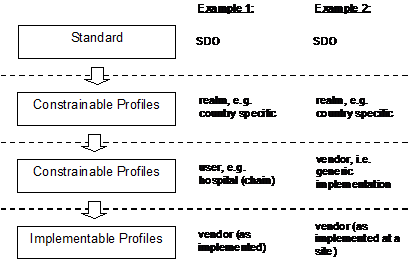 Example 1: Example 2:
Standard SDO SDO
Constrainable Profiles
realm, e.g.
country specific
realm, e.g.
country specific
Constrainable Profiles
user, e.g.
hospital (chain)
vendor, i.e.
generic
implementation
Implementable Profiles
vendor (as
implemented)
vendor (as
implemented at a
site)